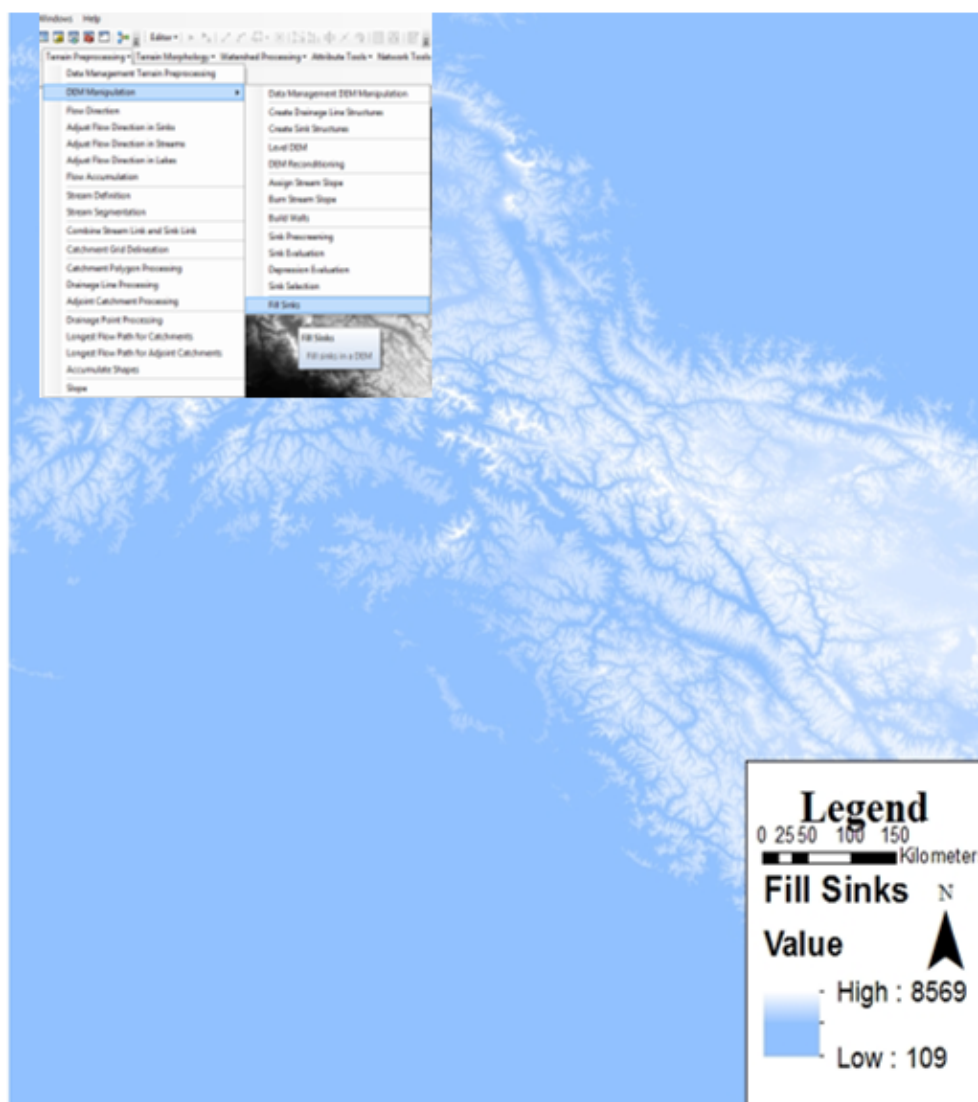 Windows Help
Editor
Terrain Preprocessing Terrain Morphology Watershed Processing Attribute Tools Network Tools
Data Management Terrain Preprocessing
DEM Manipulation
Flow Direction
Adjust Flow Direction in Sinks
Adjust Flow Direction in Streams
Adjust Flow Direction in Lakes
Flow Accumulation
Stream Definition
Stream Segmentation
Combine Stream Link and Sink Link
Catchment Grid Delineation
Catchment Polygon Processing
Drainage Line Processing
Adjoint Catchment Processing
Drainage Point Processing
Longest Flow Path for Catchments
Longest Flow Path for Adjoint Catchments
Accumulate Shapes
Slope
Data Management DEM Manipulation
Create Drainage Line Structures
Create Sink Structures
Level DEM
DEM Reconditioning
Assign Stream Slope
Burn Stream Slope
Build Walls
Sink Prescreening
Sink Evaluation
Depression Evaluation
Sink Selection
Fill Sinks
Fill Sinks
Fill sinks in a DEM
Legend
0 25 50 100 150
Kilometer
Fill Sinks
N
Value
High : 8569
Low : 109